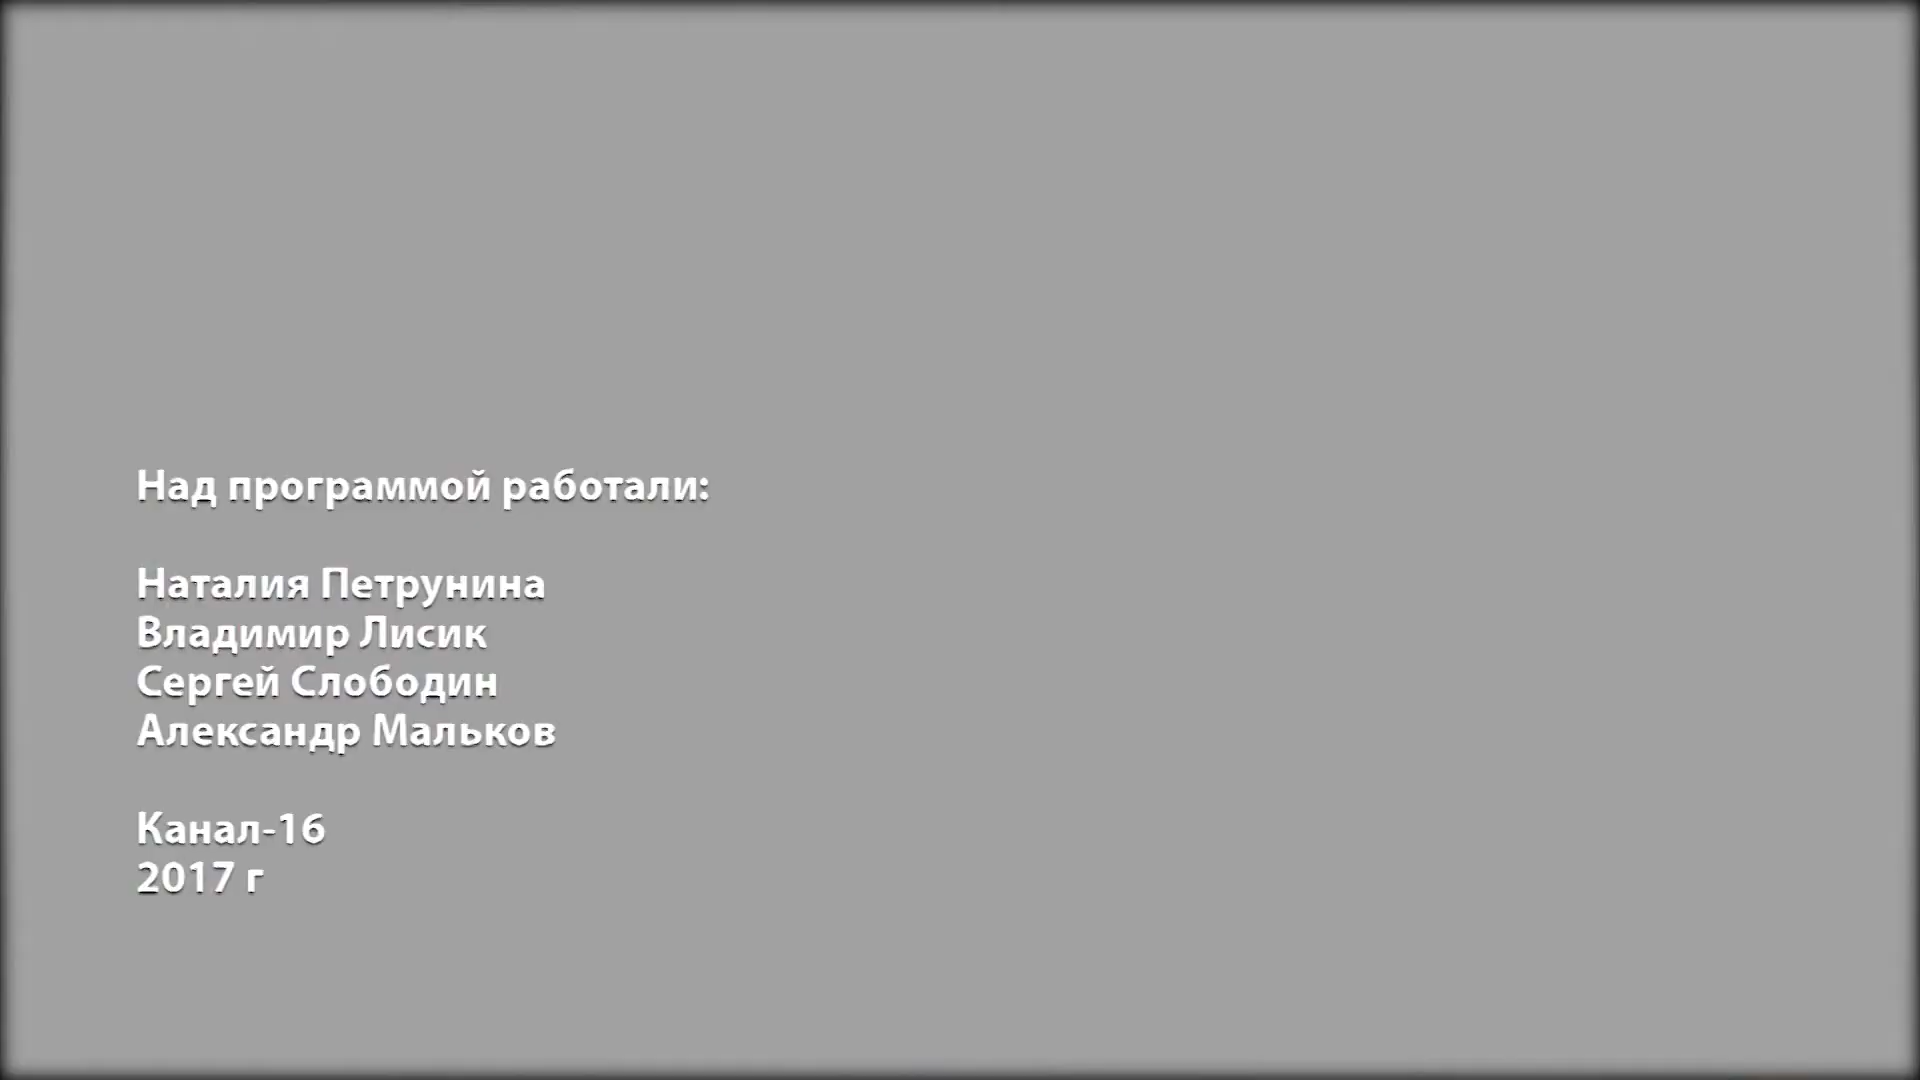 Над программой работали:
Наталия Петрунина
Владимир Лисик
Сергей Слободин
Александр Мальков
Канал-16
2017 г